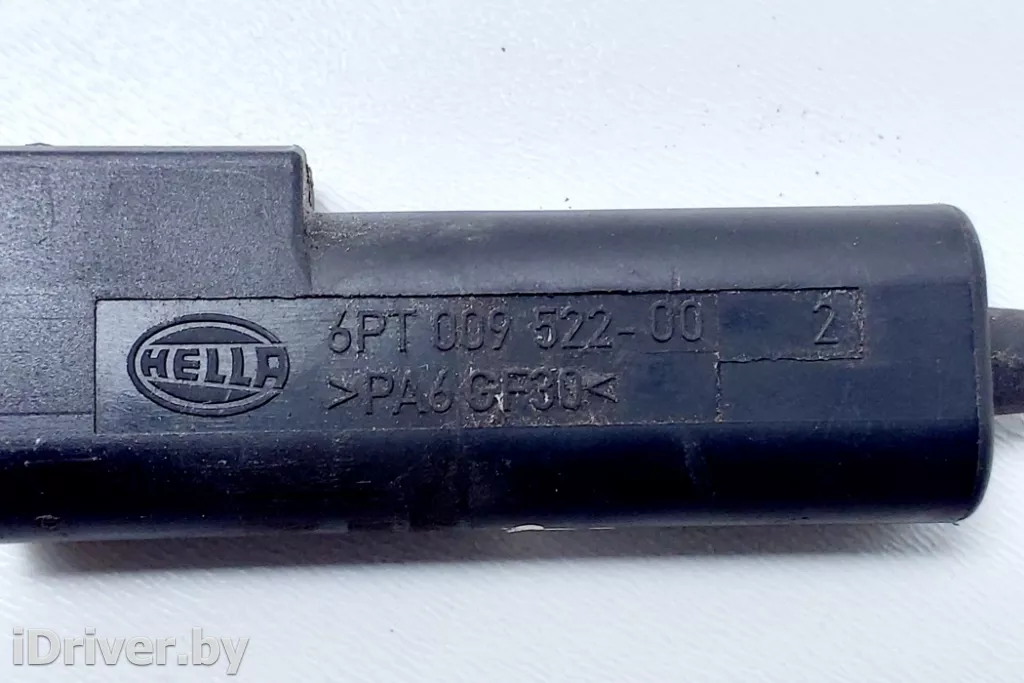 HELLA
6PT 009 522-00 2
>PA6 GF30<
iDriver.by